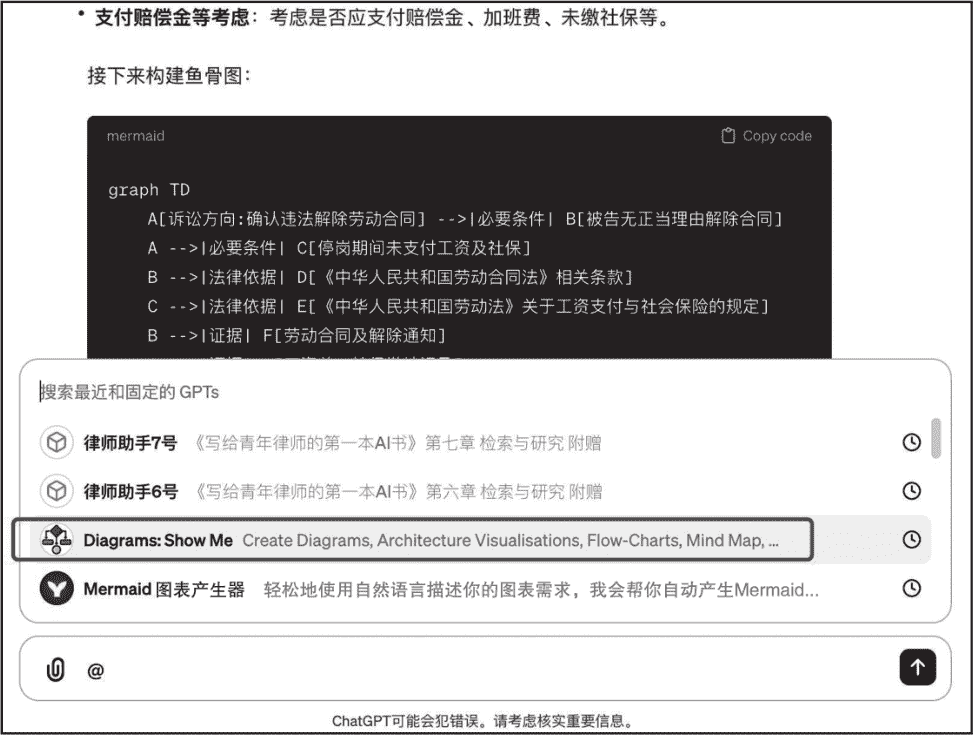 • 支付赔偿金等考虑：考虑是否应支付赔偿金、加班费、未缴社保等。
接下来构建鱼骨图：
mermaid Copy code
graph TD
A[诉讼方向:确认违法解除劳动合同] -->|必要条件| B[被告无正当理由解除合同]
A -->|必要条件| C[停岗期间未支付工资及社保]
B -->|法律依据| D[《中华人民共和国劳动合同法》相关条款]
C -->|法律依据| E[《中华人民共和国劳动法》关于工资支付与社会保险的规定]
B -->|证据| F[劳动合同及解除通知]
搜索最近和固定的 GPTs
律师助手7号 《写给青年律师的第一本AI书》第七章 检索与研究 附赠
律师助手6号 《写给青年律师的第一本AI书》第六章 检索与研究 附赠
Diagrams: Show Me Create Diagrams, Architecture Visualisations, Flow-Charts, Mind Map, ...
Mermaid 图表产生器 轻松地使用自然语言描述你的图表需求，我会帮你自动产生Mermaid...
@
ChatGPT可能会犯错误。请考虑核实重要信息。